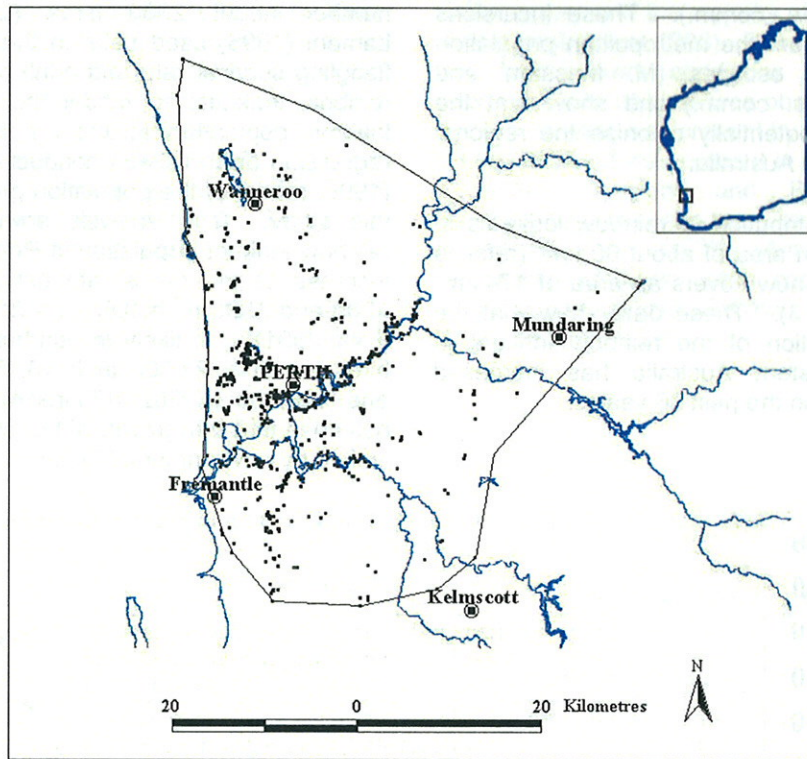 Wanneroo
Mundaring
PERTH
Fremantle
Kelmscott
N
20 0 20 Kilometres